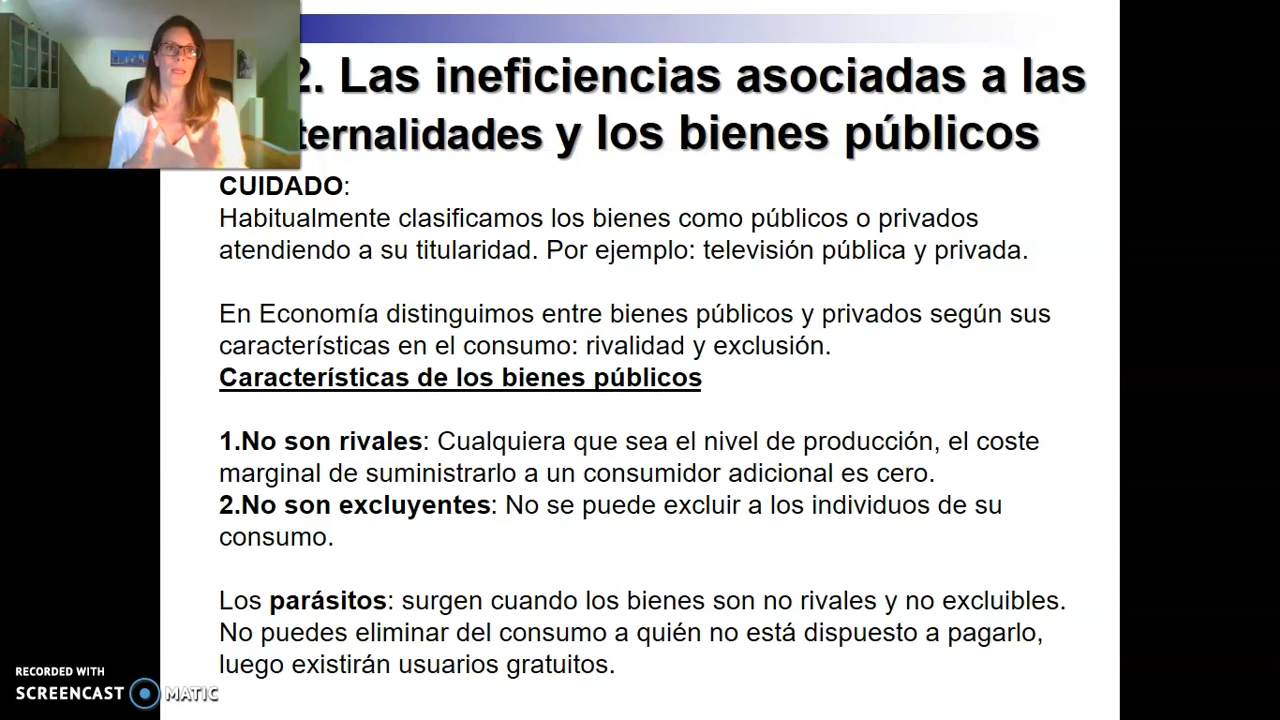 2. Las ineficiencias asociadas a las
ternalidades y los bienes públicos
CUIDADO:
Habitualmente clasificamos los bienes como públicos o privados
atendiendo a su titularidad. Por ejemplo: televisión pública y privada.
En Economía distinguimos entre bienes públicos y privados según sus
características en el consumo: rivalidad y exclusión.
Características de los bienes públicos
1.No son rivales: Cualquiera que sea el nivel de producción, el coste
marginal de suministrarlo a un consumidor adicional es cero.
2.No son excluyentes: No se puede excluir a los individuos de su
consumo.
Los parásitos: surgen cuando los bienes son no rivales y no excluibles.
No puedes eliminar del consumo a quién no está dispuesto a pagarlo,
luego existirán usuarios gratuitos.
RECORDED WITH
SCREENCAST MATIC